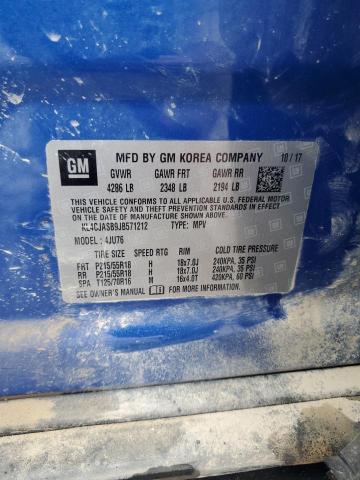 GM
MFD BY GM KOREA COMPANY 10/17
GVWR GAWR FRT GAWR RR
4286 LB 2348 LB 2194 LB
THIS VEHICLE CONFORMS TO ALL APPLICABLE U.S. FEDERAL MOTOR
VEHICLE SAFETY AND THEFT PREVENTION STANDARDS IN EFFECT ON THE
DATE OF MANUFACTURE SHOWN ABOVE.
KL4CJASB9JB571212 TYPE: MPV
MODEL: 4JU76
TIRE SIZE SPEED RTG RIM COLD TIRE PRESSURE
FRT P215/55R18 H 18x7.0J 240KPA, 35 PSI
RR P215/55R18 H 18x7.0J 240KPA, 35 PSI
SPA T125/70R16 M 16x4.0T 420KPA, 60 PSI
SEE OWNER'S MANUAL FOR MORE INFORMATION